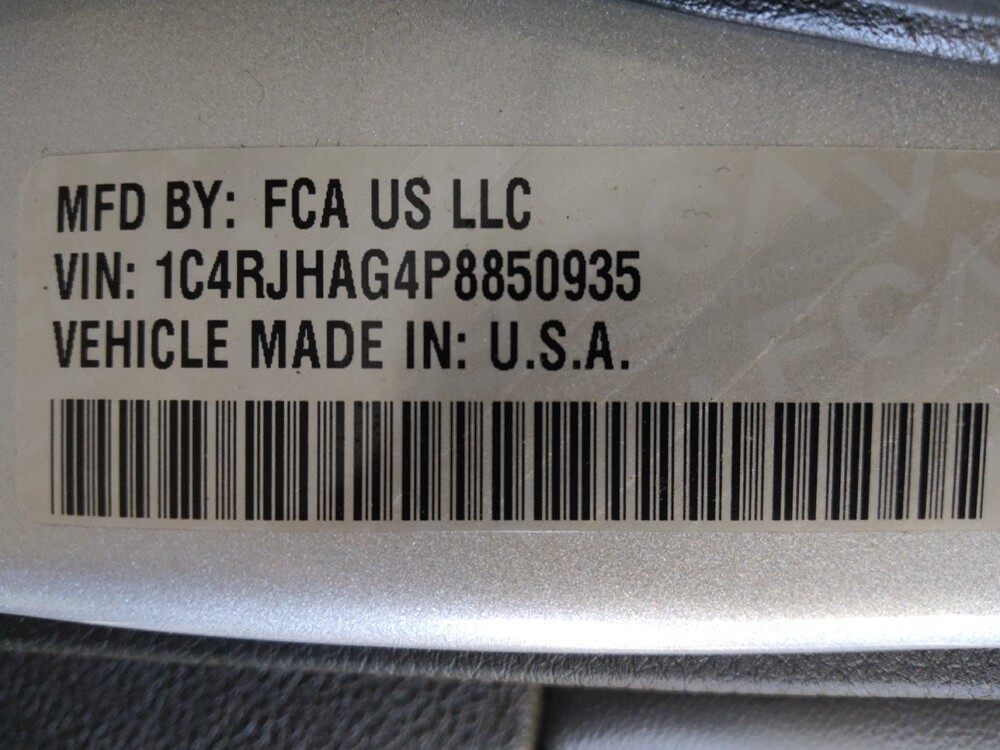 MFD BY: FCA US LLC
VIN: 1C4RJHAG4P8850935
VEHICLE MADE IN: U.S.A.